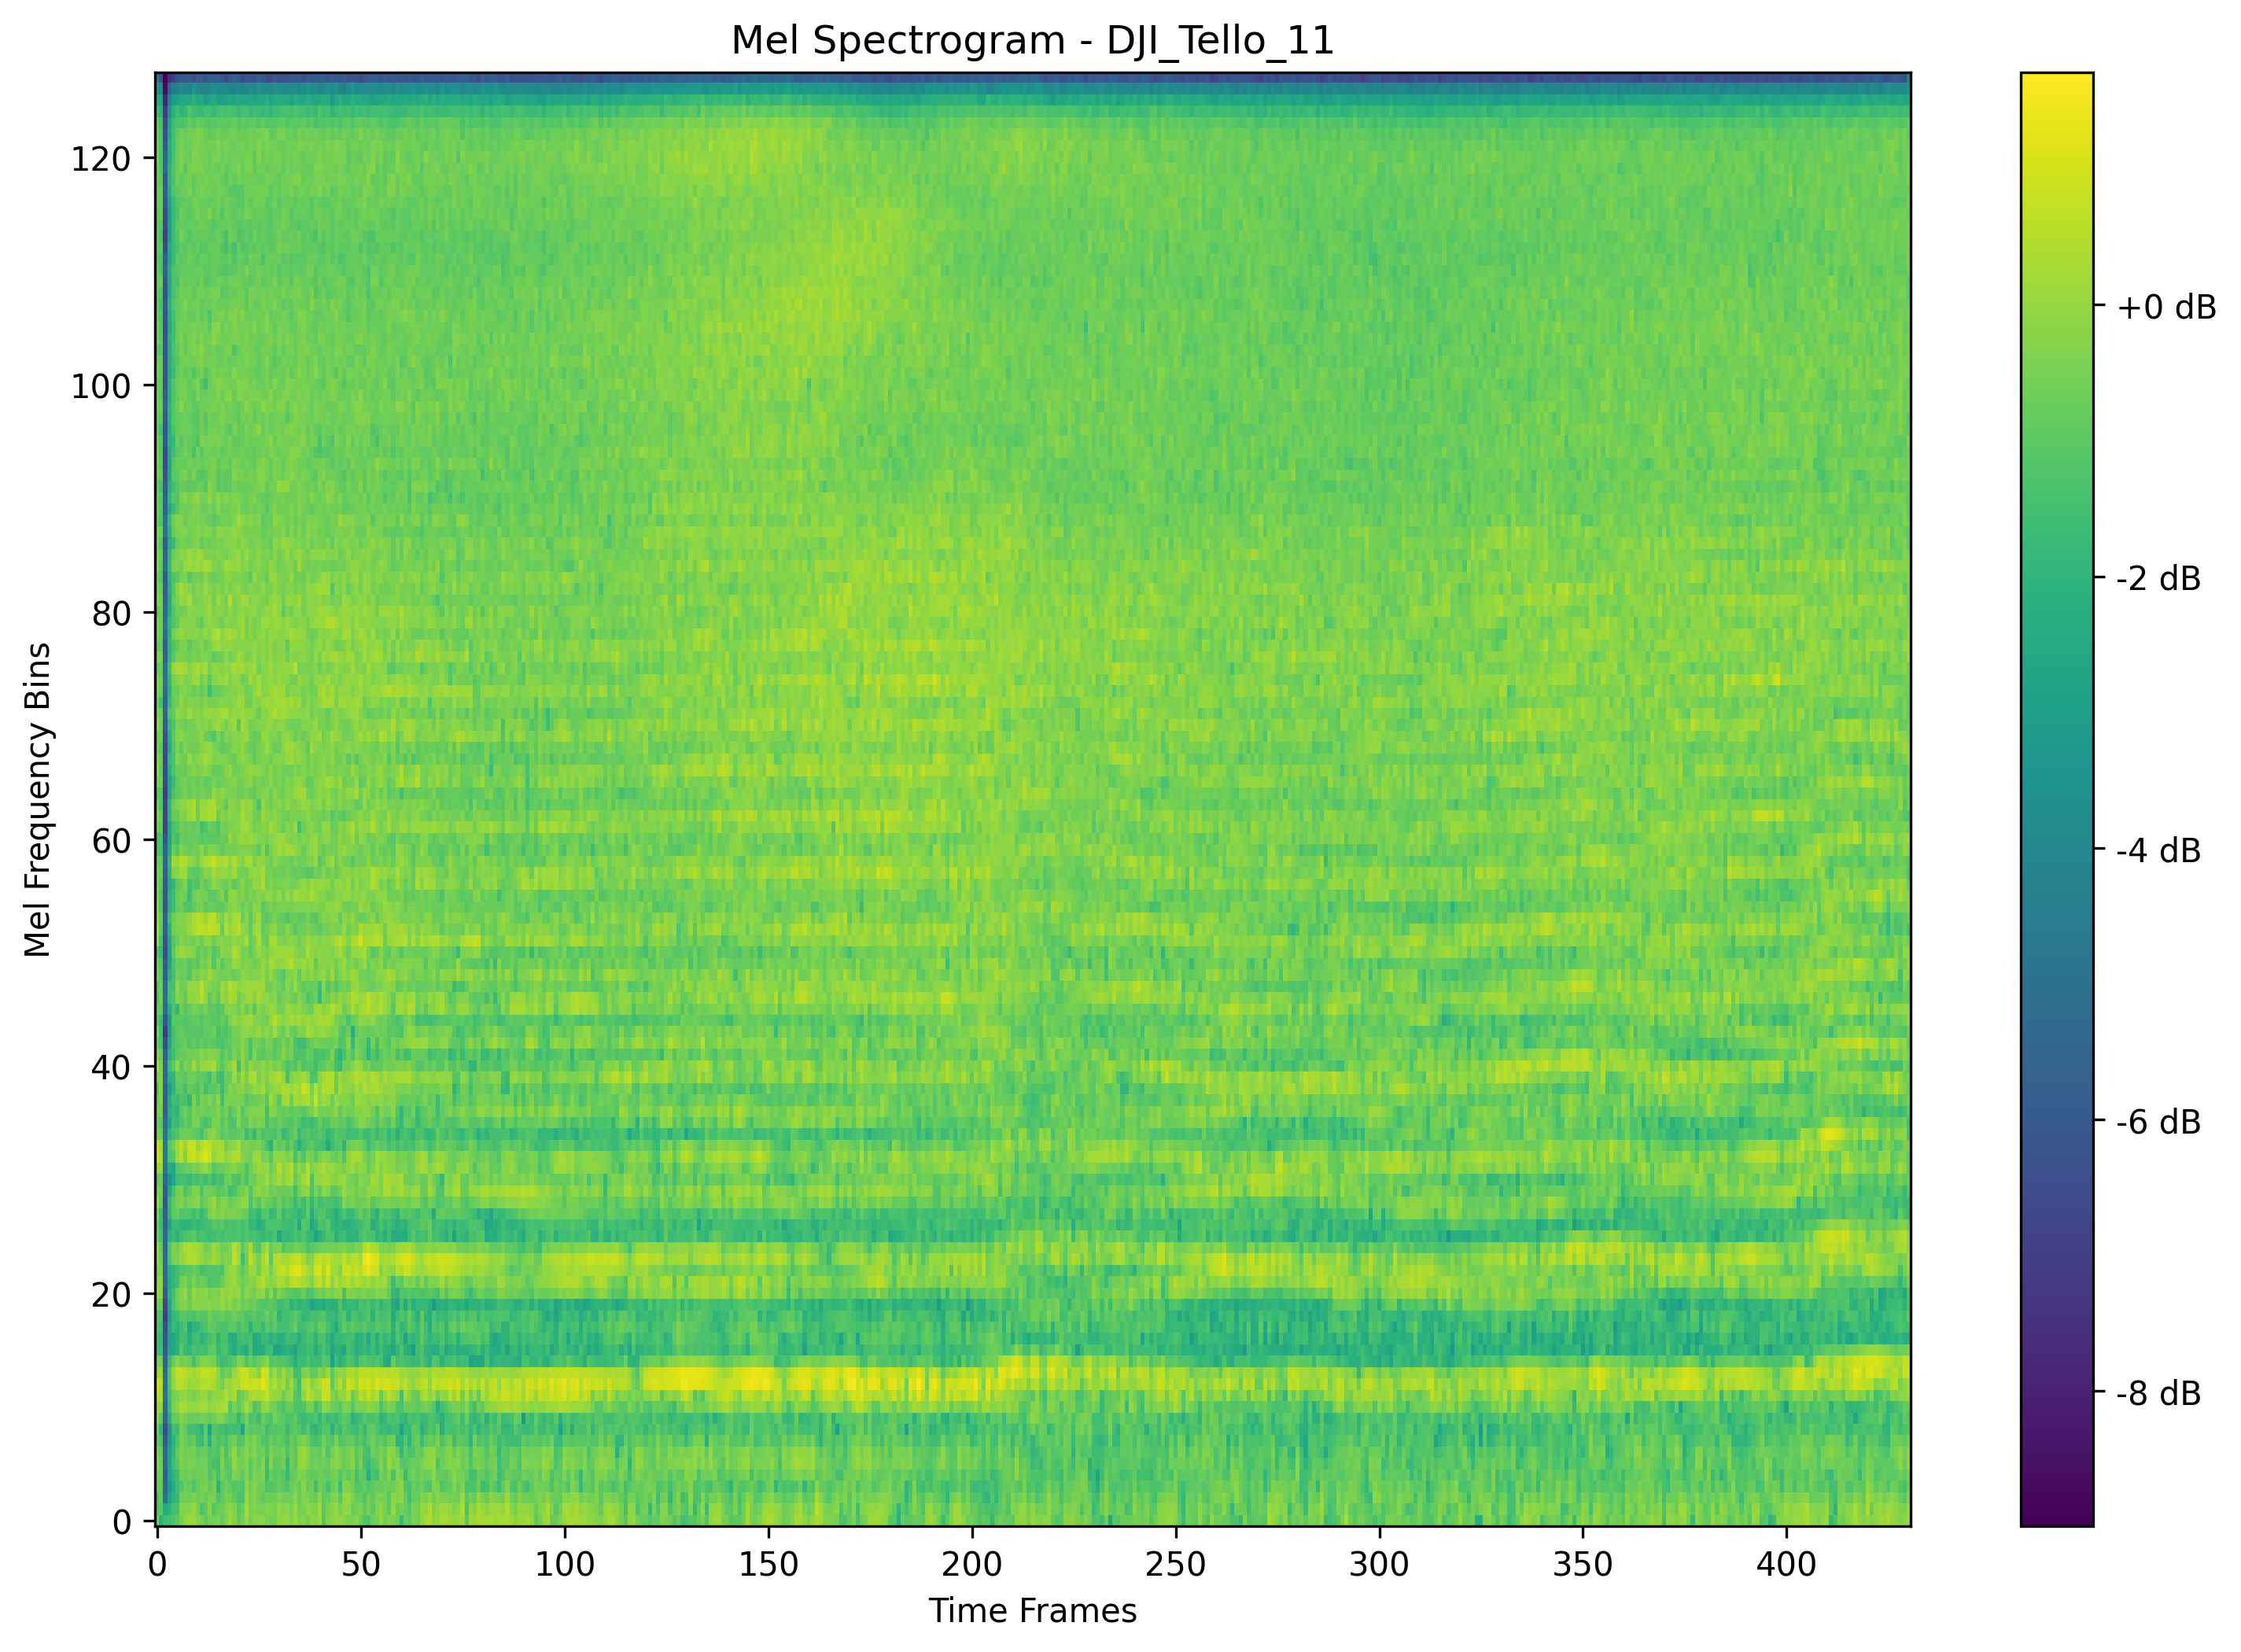 Mel Spectrogram - DJI_Tello_11
Mel Frequency Bins
120
100
80
60
40
20
0
0 50 100 150 200 250 300 350 400
Time Frames
+0 dB
-2 dB
-4 dB
-6 dB
-8 dB